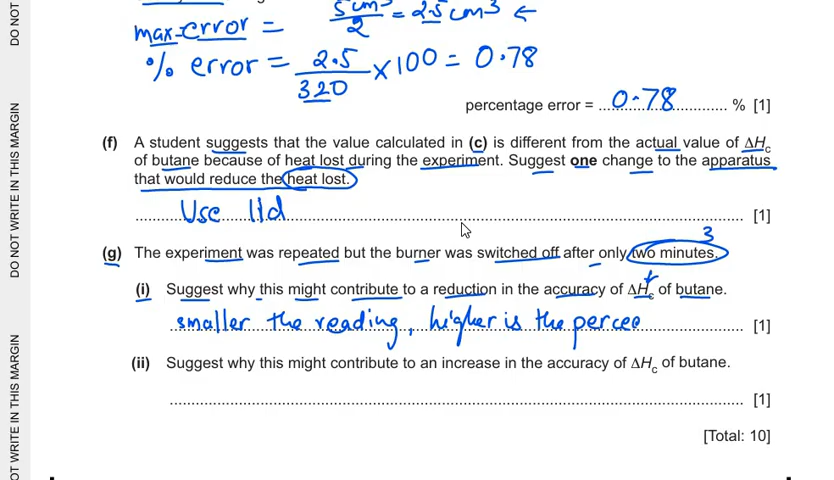 5 cm³
max-error = ――― = 2.5 cm³ ←
2
% error = 2.5 / 320 × 100 = 0.78
percentage error = ...0.78... % [1]
(f) A student suggests that the value calculated in (c) is different from the actual value of ΔHc
of butane because of heat lost during the experiment. Suggest one change to the apparatus
that would reduce the heat lost.
Use lid [1]
3
(g) The experiment was repeated but the burner was switched off after only two minutes.
(i) Suggest why this might contribute to a reduction in the accuracy of ΔHc of butane.
smaller the reading, higher is the percee [1]
(ii) Suggest why this might contribute to an increase in the accuracy of ΔHc of butane.
[1]
[Total: 10]
DO NOT
DO NOT WRITE IN THIS MARGIN
OT WRITE IN THIS MARGIN